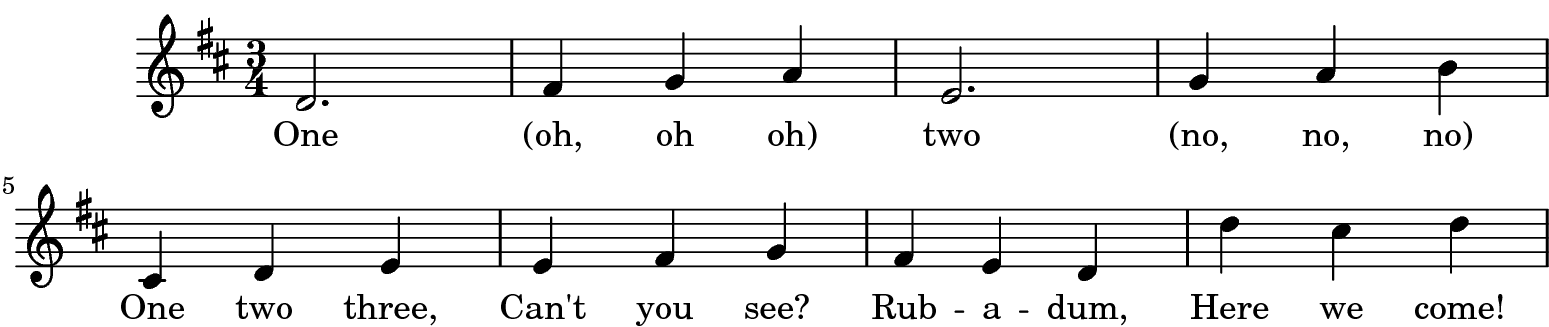 3
4
One (oh, oh oh) two (no, no, no)
5
One two three, Can't you see? Rub - a - dum, Here we come!